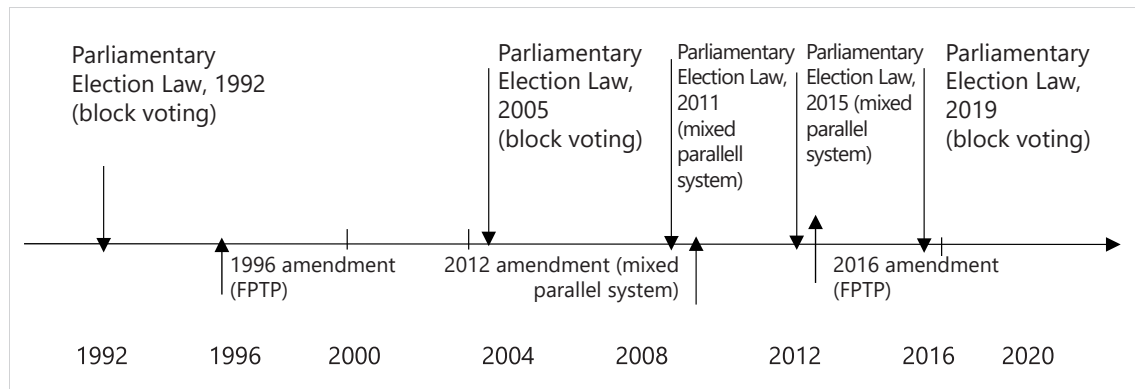 Parliamentary
Election Law, 1992
(block voting)
Parliamentary
Election Law,
2005
(block voting)
Parliamentary
Election Law,
2011
(mixed
parallell
system)
Parliamentary
Election Law,
2015 (mixed
parallel
system)
Parliamentary
Election Law,
2019
(block voting)
1996 amendment
(FPTP)
2012 amendment (mixed
parallel system)
2016 amendment
(FPTP)
1992 1996 2000 2004 2008 2012 2016 2020